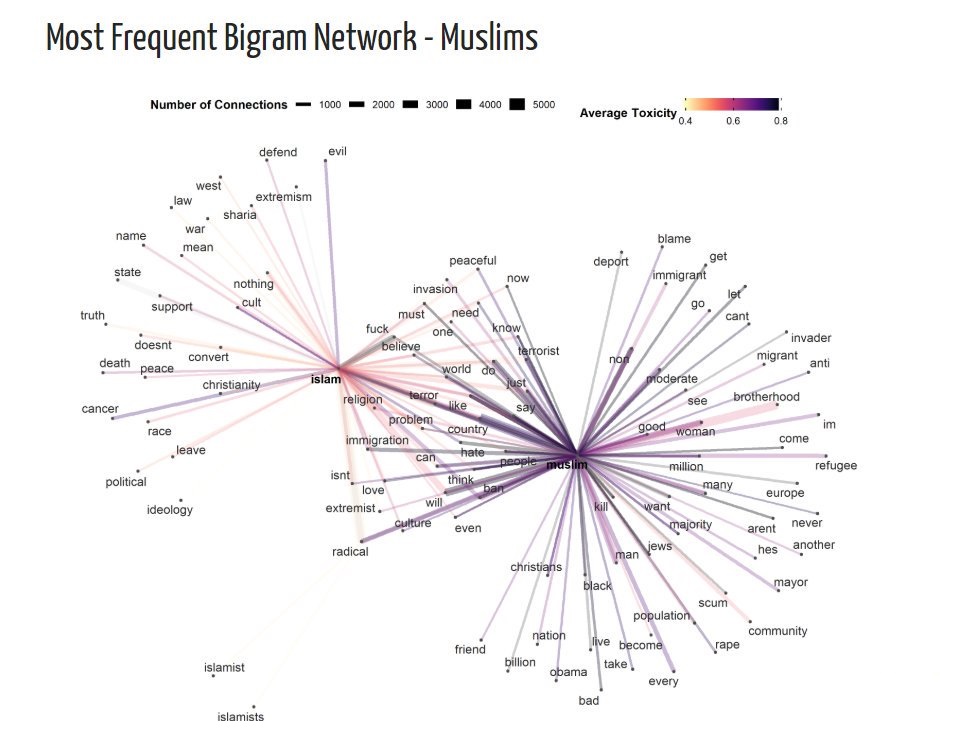 Most Frequent Bigram Network - Muslims
Number of Connections 1000 2000 3000 4000 5000
Average Toxicity
0.4 0.6 0.8
defend
evil
west
extremism
law
sharia
war
name
mean
blame
deport
get
peaceful
state
nothing
immigrant
invasion
now
let
support
cult
go
must
need
cant
truth
fuck
one
know
doesnt
believe
invader
terrorist
convert
non
migrant
anti
death
peace
world
do
moderate
islam
just
christianity
terror
see
brotherhood
religion
like
say
cancer
problem
country
good
woman
im
race
immigration
hate
come
leave
can
people
muslim
million
refugee
political
isnt
think
love
ban
many
europe
will
kill
want
ideology
extremist
culture
even
majority
arent
never
radical
man
jews
hes
another
christians
black
mayor
scum
population
community
nation
live
become
rape
friend
billion
obama
take
every
islamist
bad
islamists